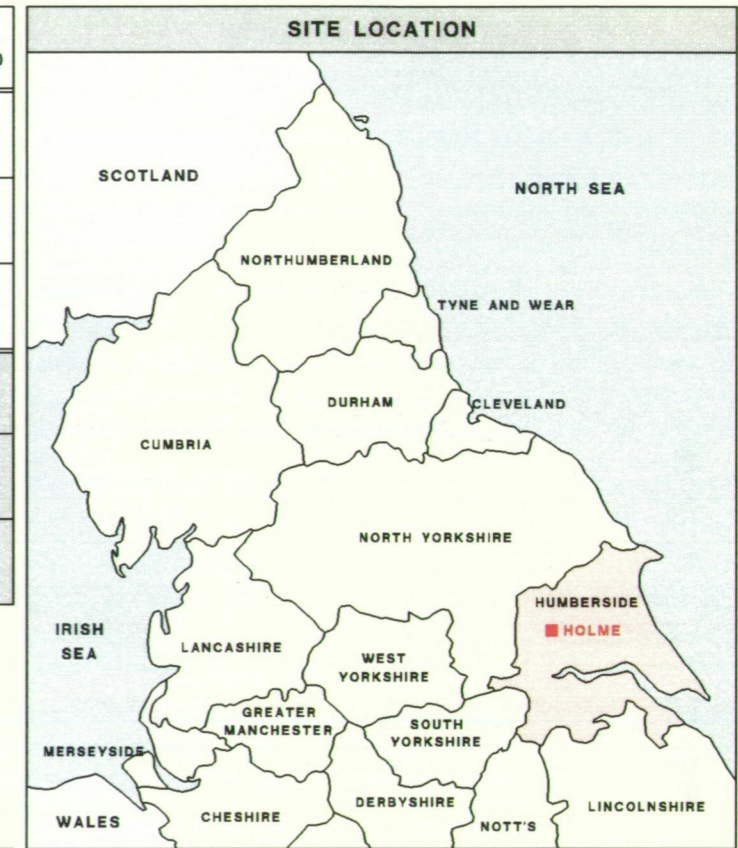 SITE LOCATION
SCOTLAND
NORTH SEA
NORTHUMBERLAND
TYNE AND WEAR
DURHAM
CLEVELAND
CUMBRIA
NORTH YORKSHIRE
HUMBERSIDE
HOLME
IRISH
SEA
LANCASHIRE
WEST
YORKSHIRE
GREATER
MANCHESTER
SOUTH
YORKSHIRE
MERSEYSIDE
WALES
CHESHIRE
DERBYSHIRE
NOTT'S
LINCOLNSHIRE